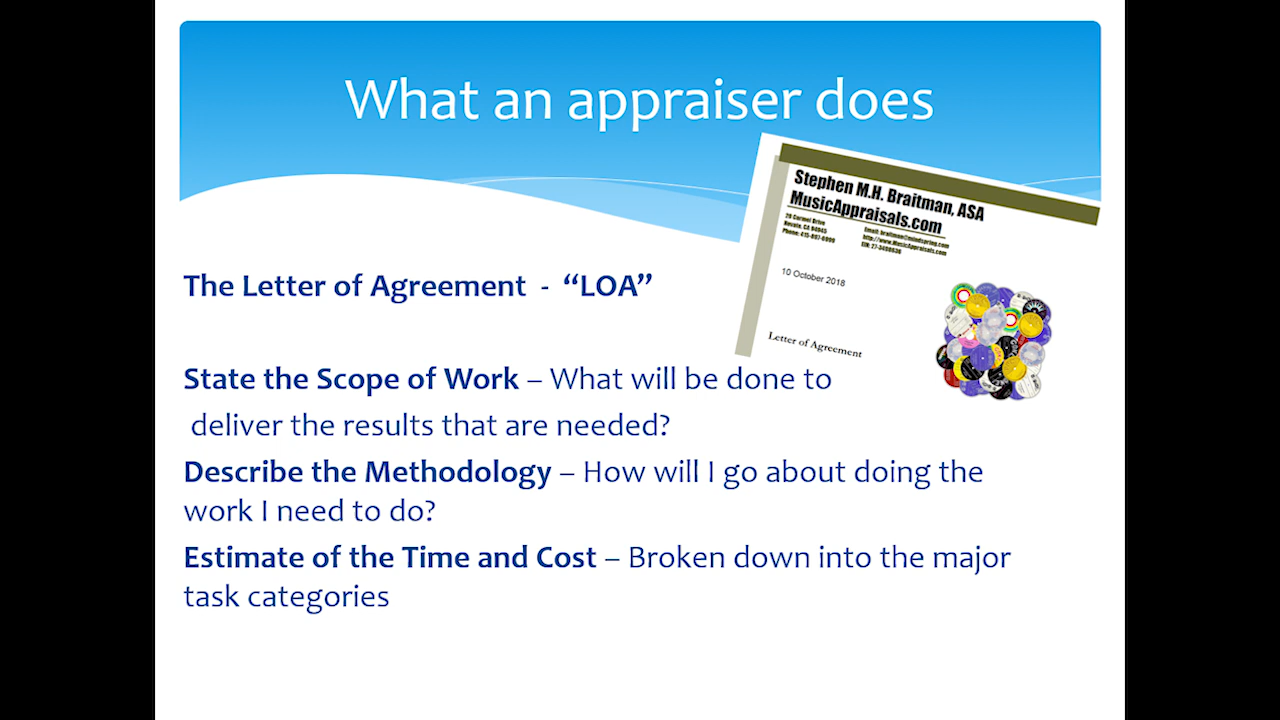 What an appraiser does
Stephen M.H. Braitman, ASA
MusicAppraisals.com
Novato, CA 94945
10 October 2018
Letter of Agreement
The Letter of Agreement - “LOA”
State the Scope of Work – What will be done to
deliver the results that are needed?
Describe the Methodology – How will I go about doing the
work I need to do?
Estimate of the Time and Cost – Broken down into the major
task categories